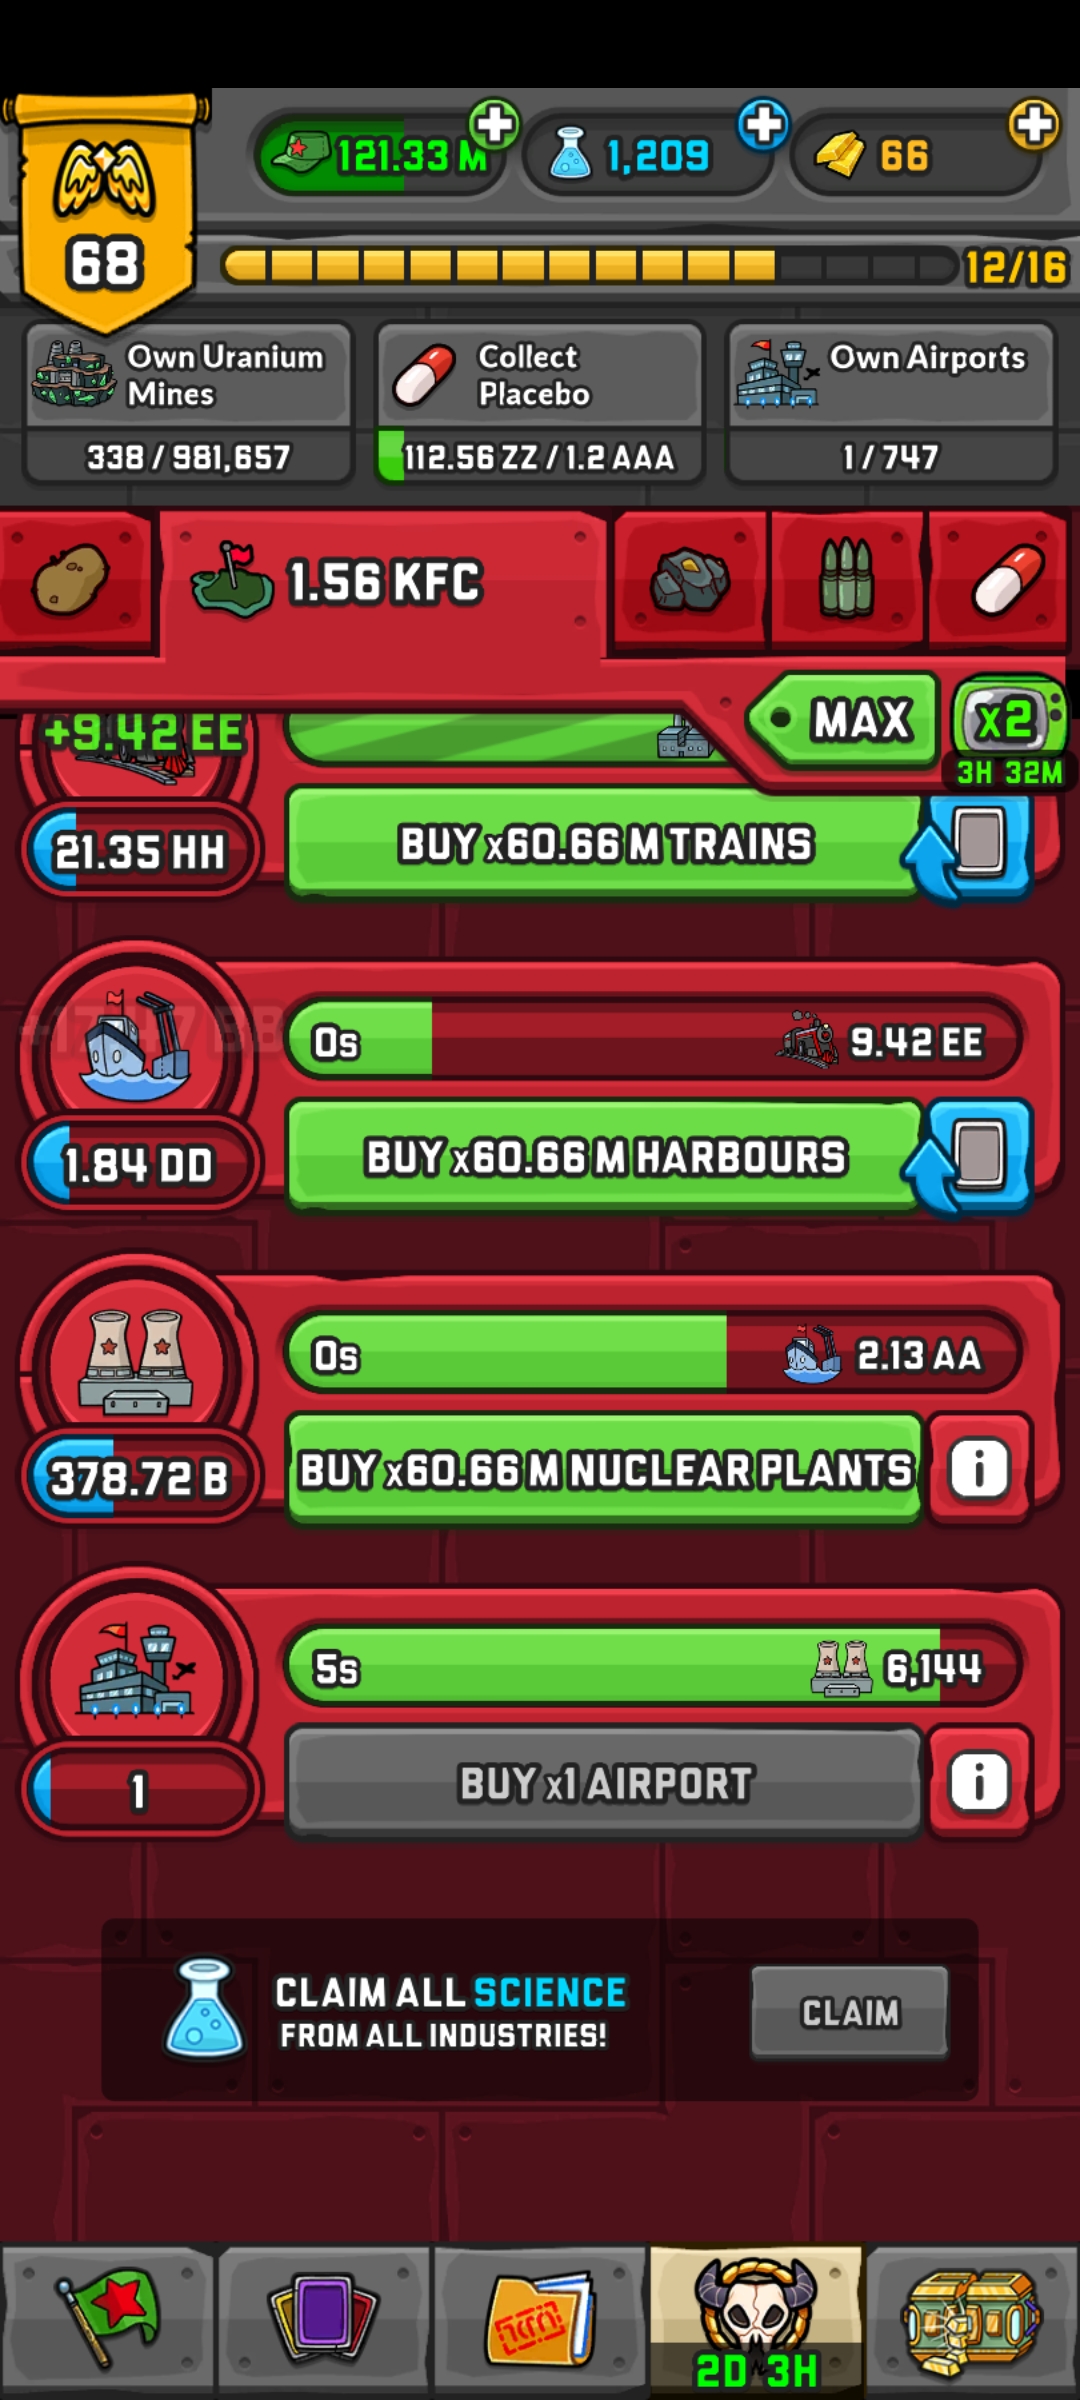 121.33 M
1,209
66
68
12/16
Own Uranium
Mines
338 / 981,657
Collect
Placebo
112.56 ZZ / 1.2 AAA
Own Airports
1 / 747
1.56 KFC
MAX
x2
3H 32M
+9.42 EE
21.35 HH
BUY x60.66 M TRAINS
0s
9.42 EE
1.84 DD
BUY x60.66 M HARBOURS
0s
2.13 AA
378.72 B
BUY x60.66 M NUCLEAR PLANTS
i
5s
6,144
1
BUY x1 AIRPORT
i
CLAIM ALL SCIENCE
FROM ALL INDUSTRIES!
CLAIM
2D 3H